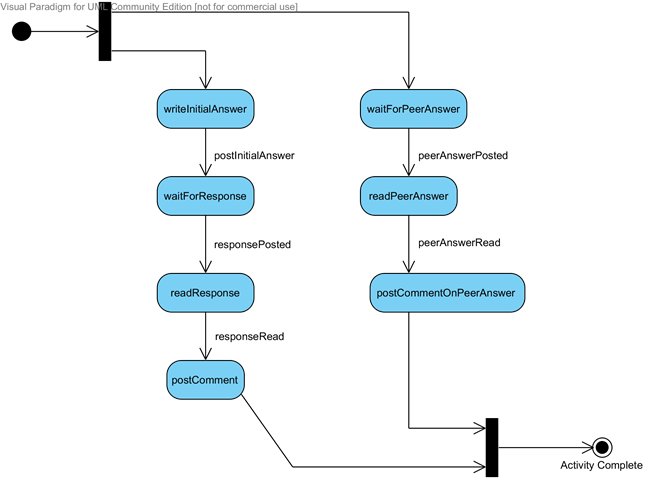 Visual Paradigm for UML Community Edition [not for commercial use]
writeInitialAnswer
waitForPeerAnswer
postInitialAnswer
peerAnswerPosted
waitForResponse
readPeerAnswer
responsePosted
peerAnswerRead
readResponse
postCommentOnPeerAnswer
responseRead
postComment
Activity Complete